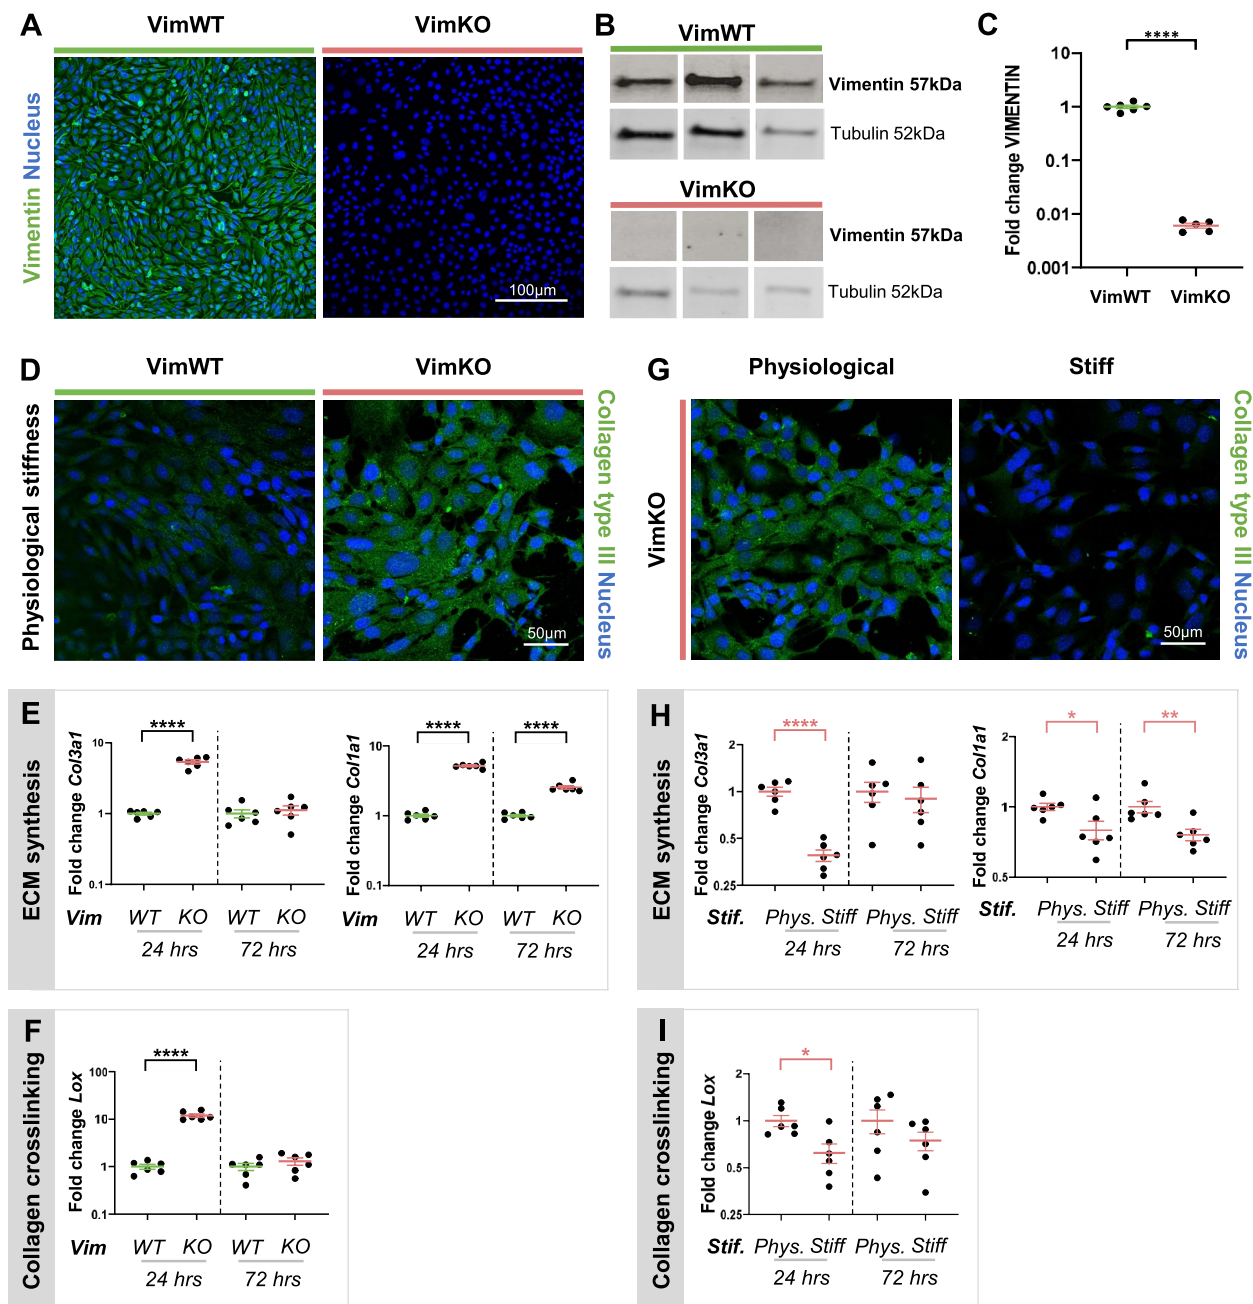 A
VimWT
VimKO
Vimentin Nucleus
100µm
B
VimWT
Vimentin 57kDa
Tubulin 52kDa
VimKO
Vimentin 57kDa
Tubulin 52kDa
C
****
Fold change VIMENTIN
10
1
0.1
0.01
0.001
VimWT VimKO
D
VimWT
VimKO
Physiological stiffness
50µm
Collagen type III Nucleus
G
Physiological
Stiff
VimKO
50µm
Collagen type III Nucleus
E
ECM synthesis
****
Fold change Col3a1
10
1
0.1
Vim WT KO WT KO
24 hrs 72 hrs
**** ****
Fold change Col1a1
10
1
0.1
Vim WT KO WT KO
24 hrs 72 hrs
H
ECM synthesis
****
Fold change Col3a1
2
1
0.5
0.25
Stif. Phys. Stiff Phys. Stiff
24 hrs 72 hrs
* **
Fold change Col1a1
2
1
0.5
Stif. Phys. Stiff Phys. Stiff
24 hrs 72 hrs
F
Collagen crosslinking
****
Fold change Lox
100
10
1
0.1
Vim WT KO WT KO
24 hrs 72 hrs
I
Collagen crosslinking
*
Fold change Lox
2
1
0.5
0.25
Stif. Phys. Stiff Phys. Stiff
24 hrs 72 hrs